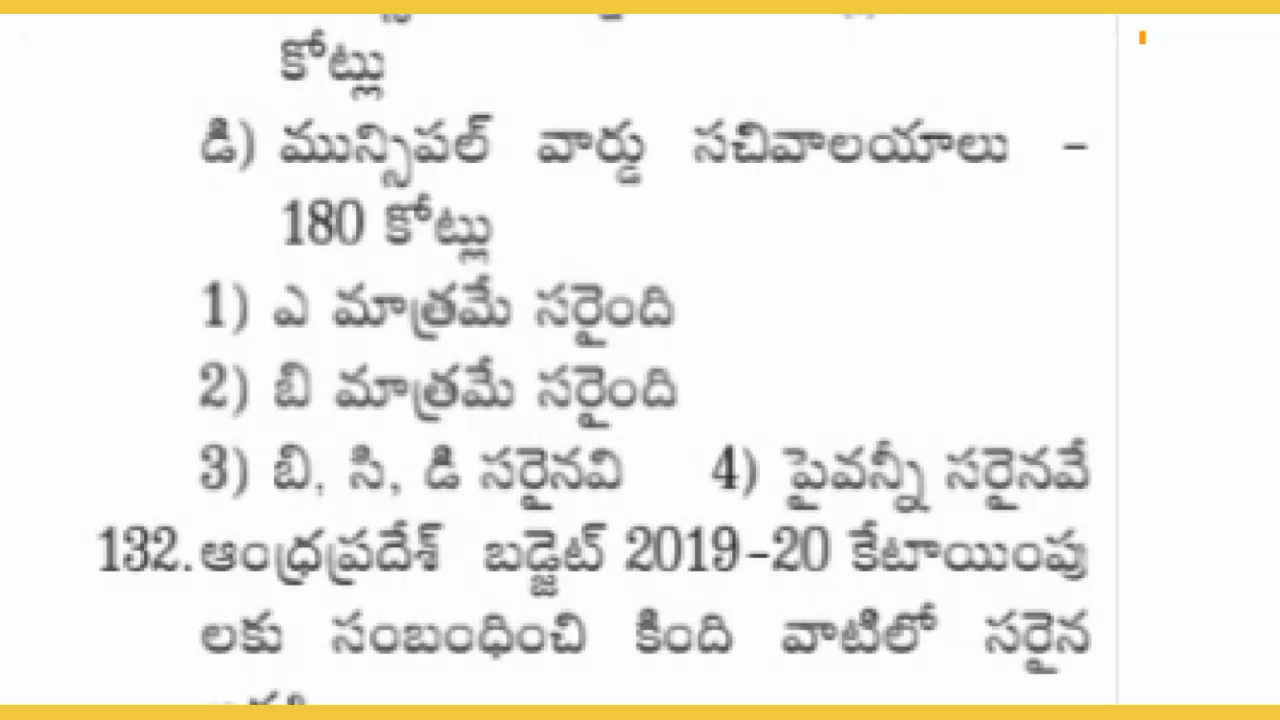 కోట్లు
డి) మున్సిపల్ వార్డు సచివాలయాలు -
180 కోట్లు
1) ఎ మాత్రమే సరైంది
2) బి మాత్రమే సరైంది
3) బి, సి, డి సరైనవి 4) పైవన్నీ సరైనవే
132. ఆంధ్రప్రదేశ్ బడ్జెట్ 2019-20 కేటాయింపు
లకు సంబంధించి కింది వాటిలో సరైన